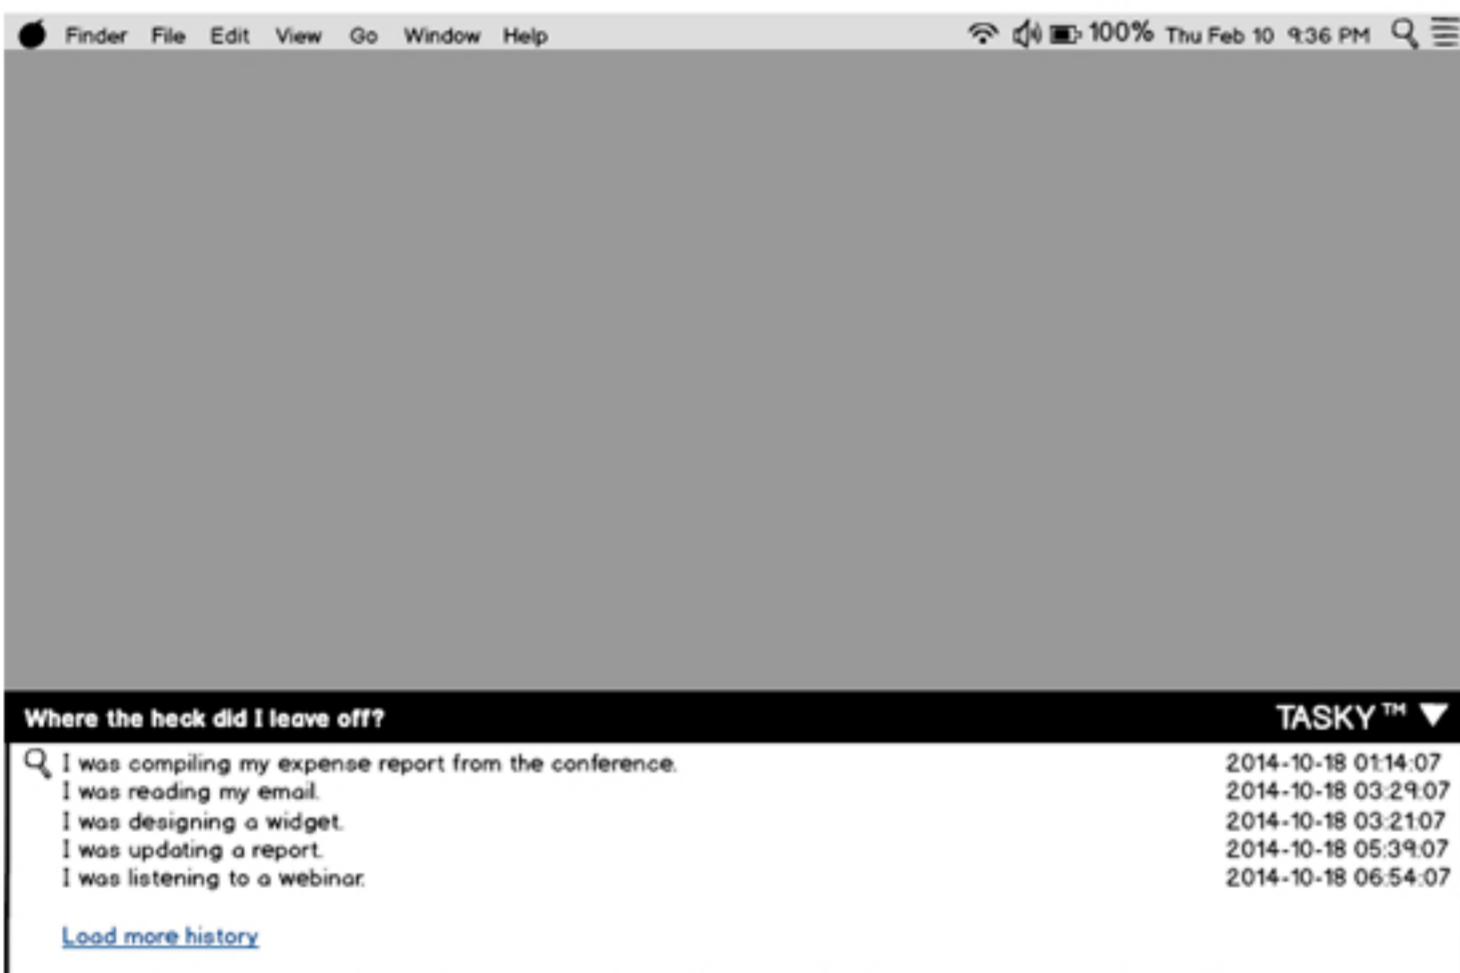 Finder File Edit View Go Window Help 100% Thu Feb 10 9:36 PM
Where the heck did I leave off? TASKY™
I was compiling my expense report from the conference. 2014-10-18 01:14:07
I was reading my email. 2014-10-18 03:29:07
I was designing a widget. 2014-10-18 03:21:07
I was updating a report. 2014-10-18 05:39:07
I was listening to a webinar. 2014-10-18 06:54:07
Load more history